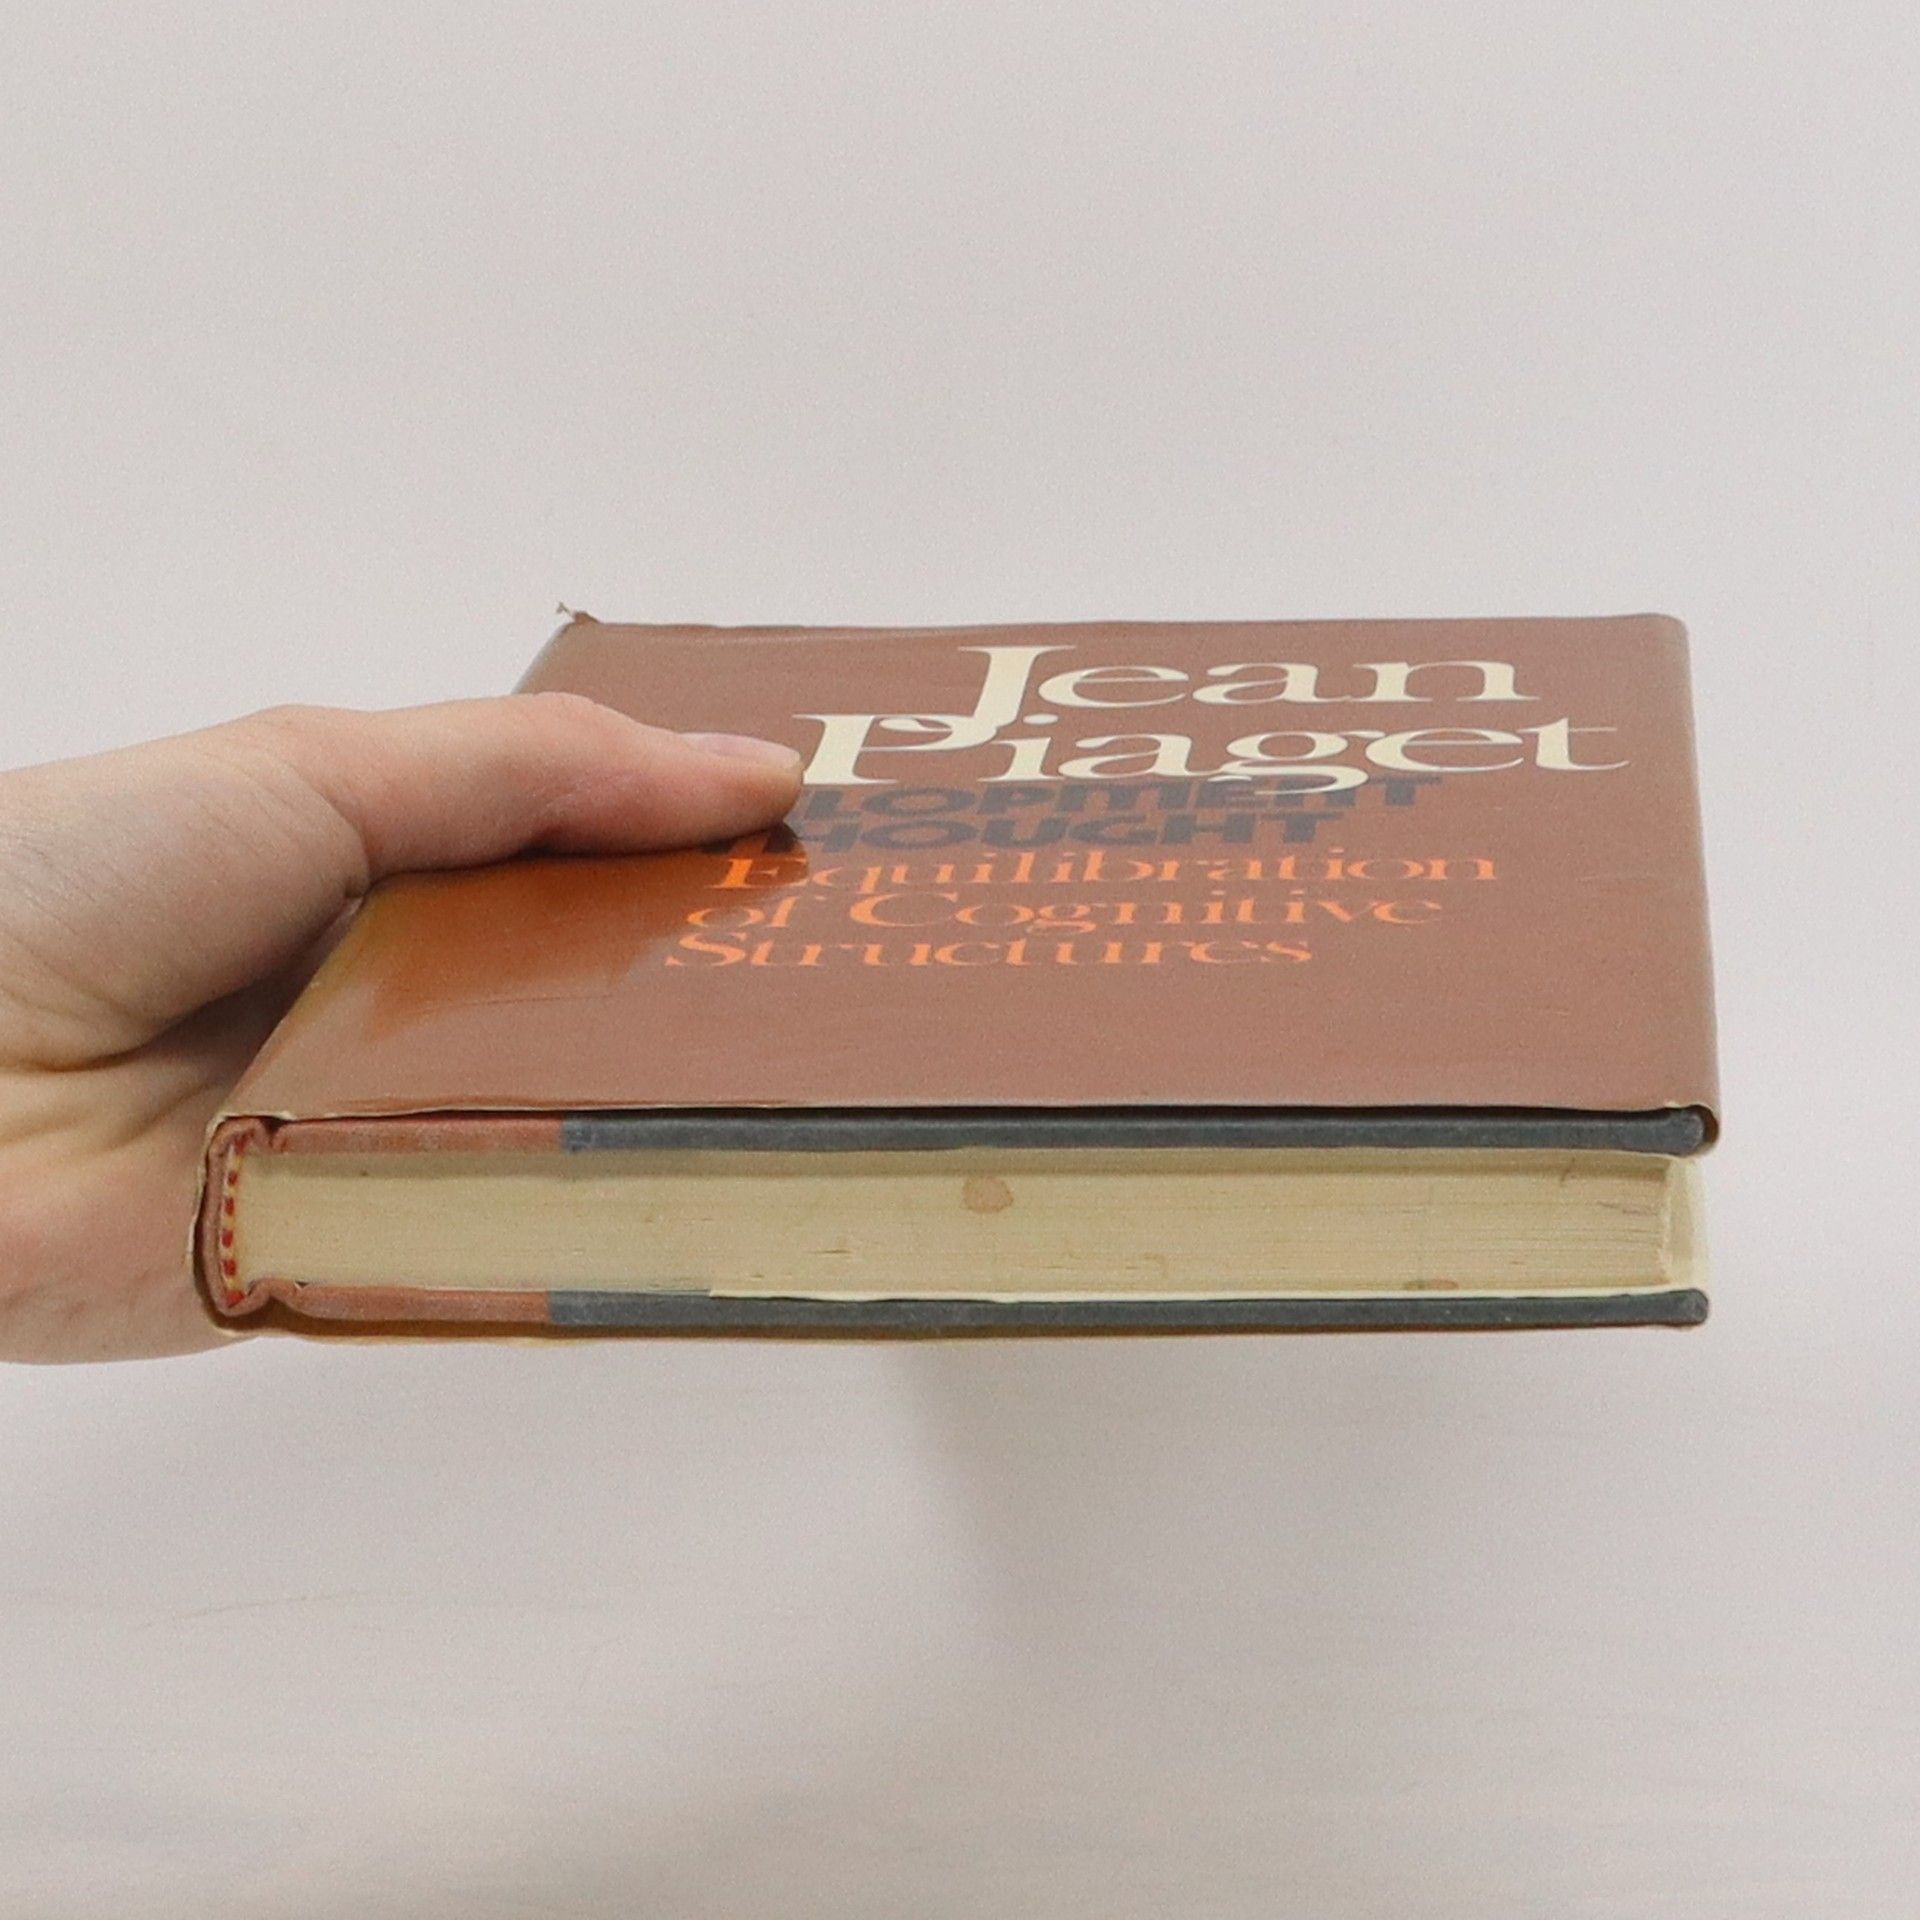 Jean
Piaget
LOPMENT
HOUGHT
Equilibration
of Cognitive
Structures